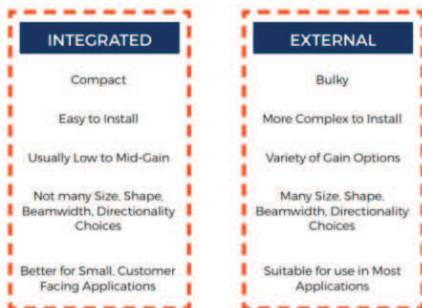 INTEGRATED
Compact
Easy to Install
Usually Low to Mid-Gain
Not many Size, Shape,
Beamwidth, Directionality
Choices
Better for Small, Customer
Facing Applications
EXTERNAL
Bulky
More Complex to Install
Variety of Gain Options
Many Size, Shape,
Beamwidth, Directionality
Choices
Suitable for use in Most
Applications